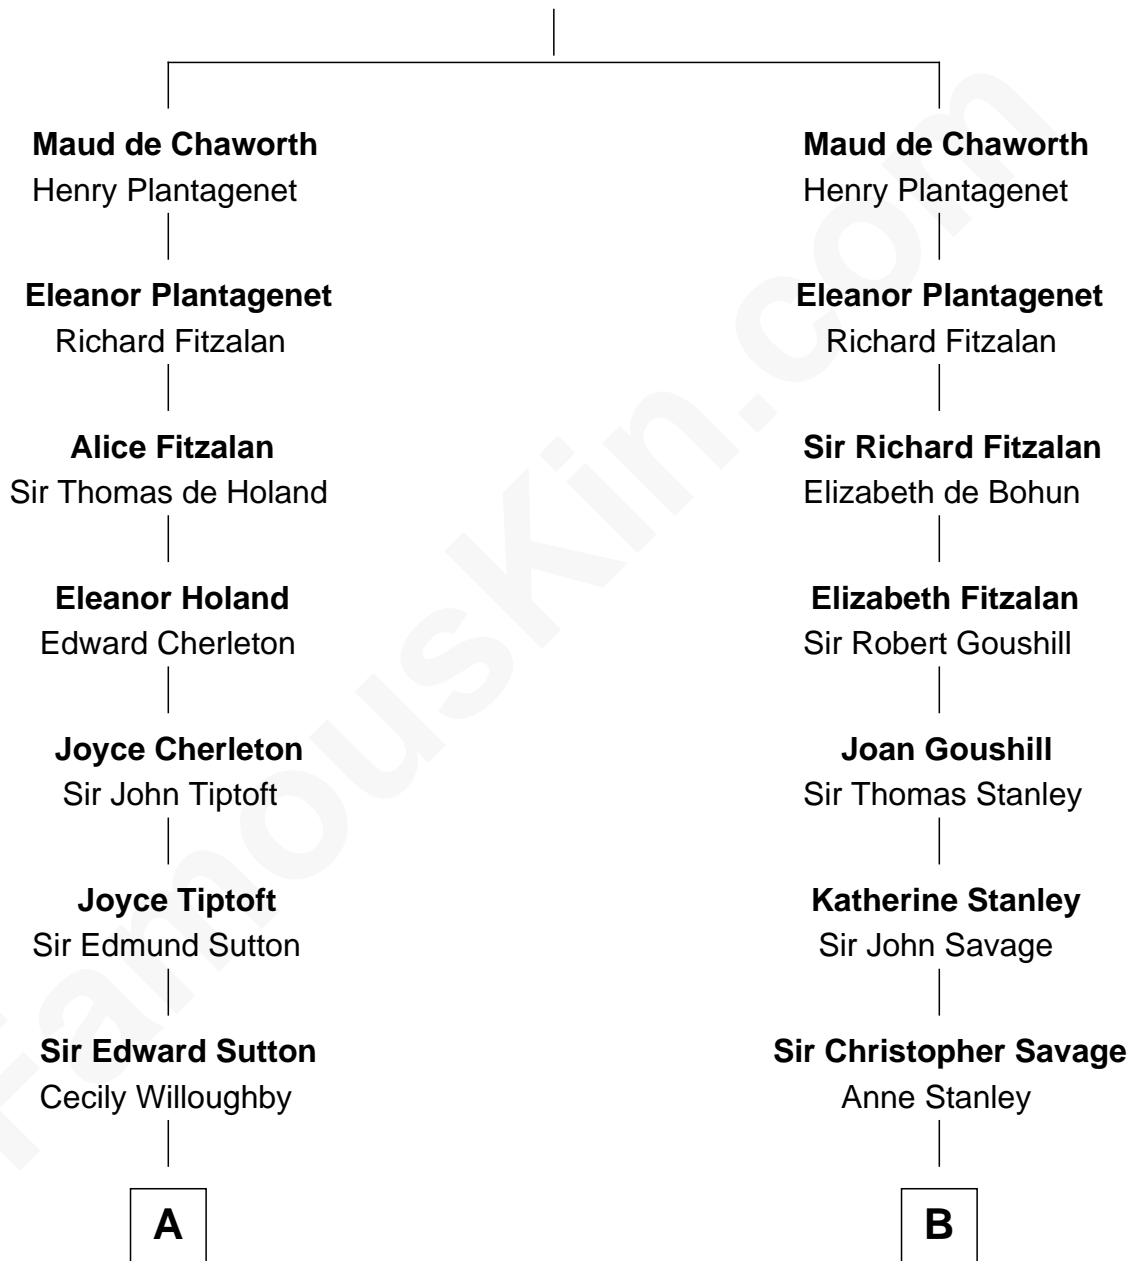 Maud de Chaworth
Henry Plantagenet
Eleanor Plantagenet
Richard Fitzalan
Alice Fitzalan
Sir Thomas de Holand
Eleanor Holand
Edward Cherleton
Joyce Cherleton
Sir John Tiptoft
Joyce Tiptoft
Sir Edmund Sutton
Sir Edward Sutton
Cecily Willoughby
A
Maud de Chaworth
Henry Plantagenet
Eleanor Plantagenet
Richard Fitzalan
Sir Richard Fitzalan
Elizabeth de Bohun
Elizabeth Fitzalan
Sir Robert Goushill
Joan Goushill
Sir Thomas Stanley
Katherine Stanley
Sir John Savage
Sir Christopher Savage
Anne Stanley
B
FamousKin.com